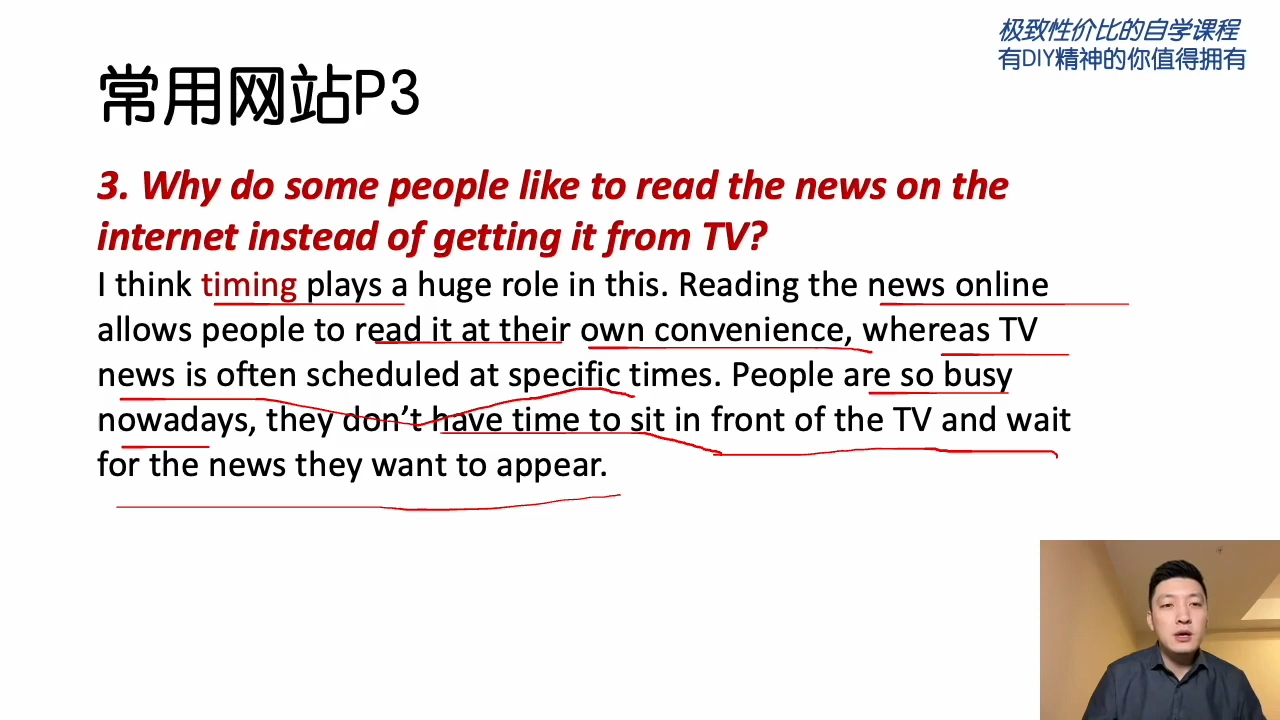 极致性价比的自学课程
有DIY精神的你值得拥有
常用网站P3
3. Why do some people like to read the news on the
internet instead of getting it from TV?
I think timing plays a huge role in this. Reading the news online
allows people to read it at their own convenience, whereas TV
news is often scheduled at specific times. People are so busy
nowadays, they don’t have time to sit in front of the TV and wait
for the news they want to appear.